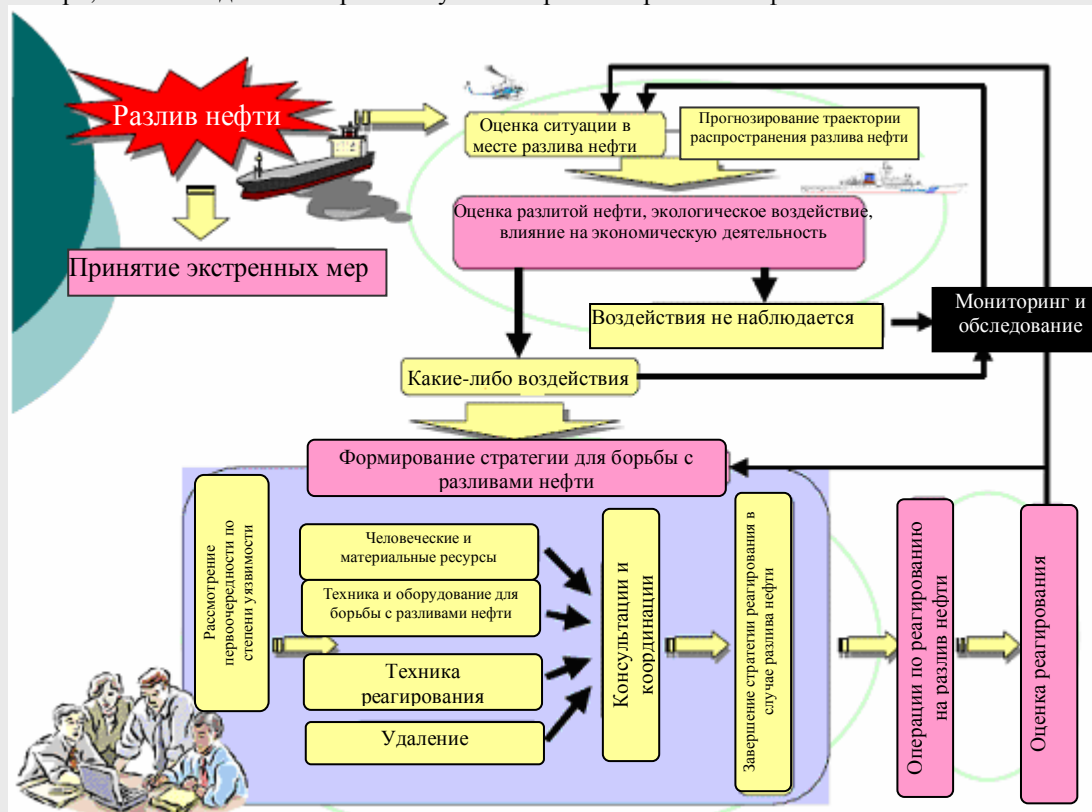 Разлив нефти
Оценка ситуации в
месте разлива нефти
Прогнозирование траектории
распространения разлива нефти
Оценка разлитой нефти, экологическое воздействие,
влияние на экономическую деятельность
Принятие экстренных мер
Воздействия не наблюдается
Мониторинг и
обследование
Какие-либо воздействия
Формирование стратегии для борьбы с
разливами нефти
Рассмотрение
первоочередности по
степени уязвимости
Человеческие и
материальные ресурсы
Техника и оборудование для
борьбы с разливами нефти
Техника
реагирования
Удаление
Консультации и
координации
Завершение стратегии реагирования в
случае разлива нефти
Операции по реагированию
на разлив нефти
Оценка реагирования